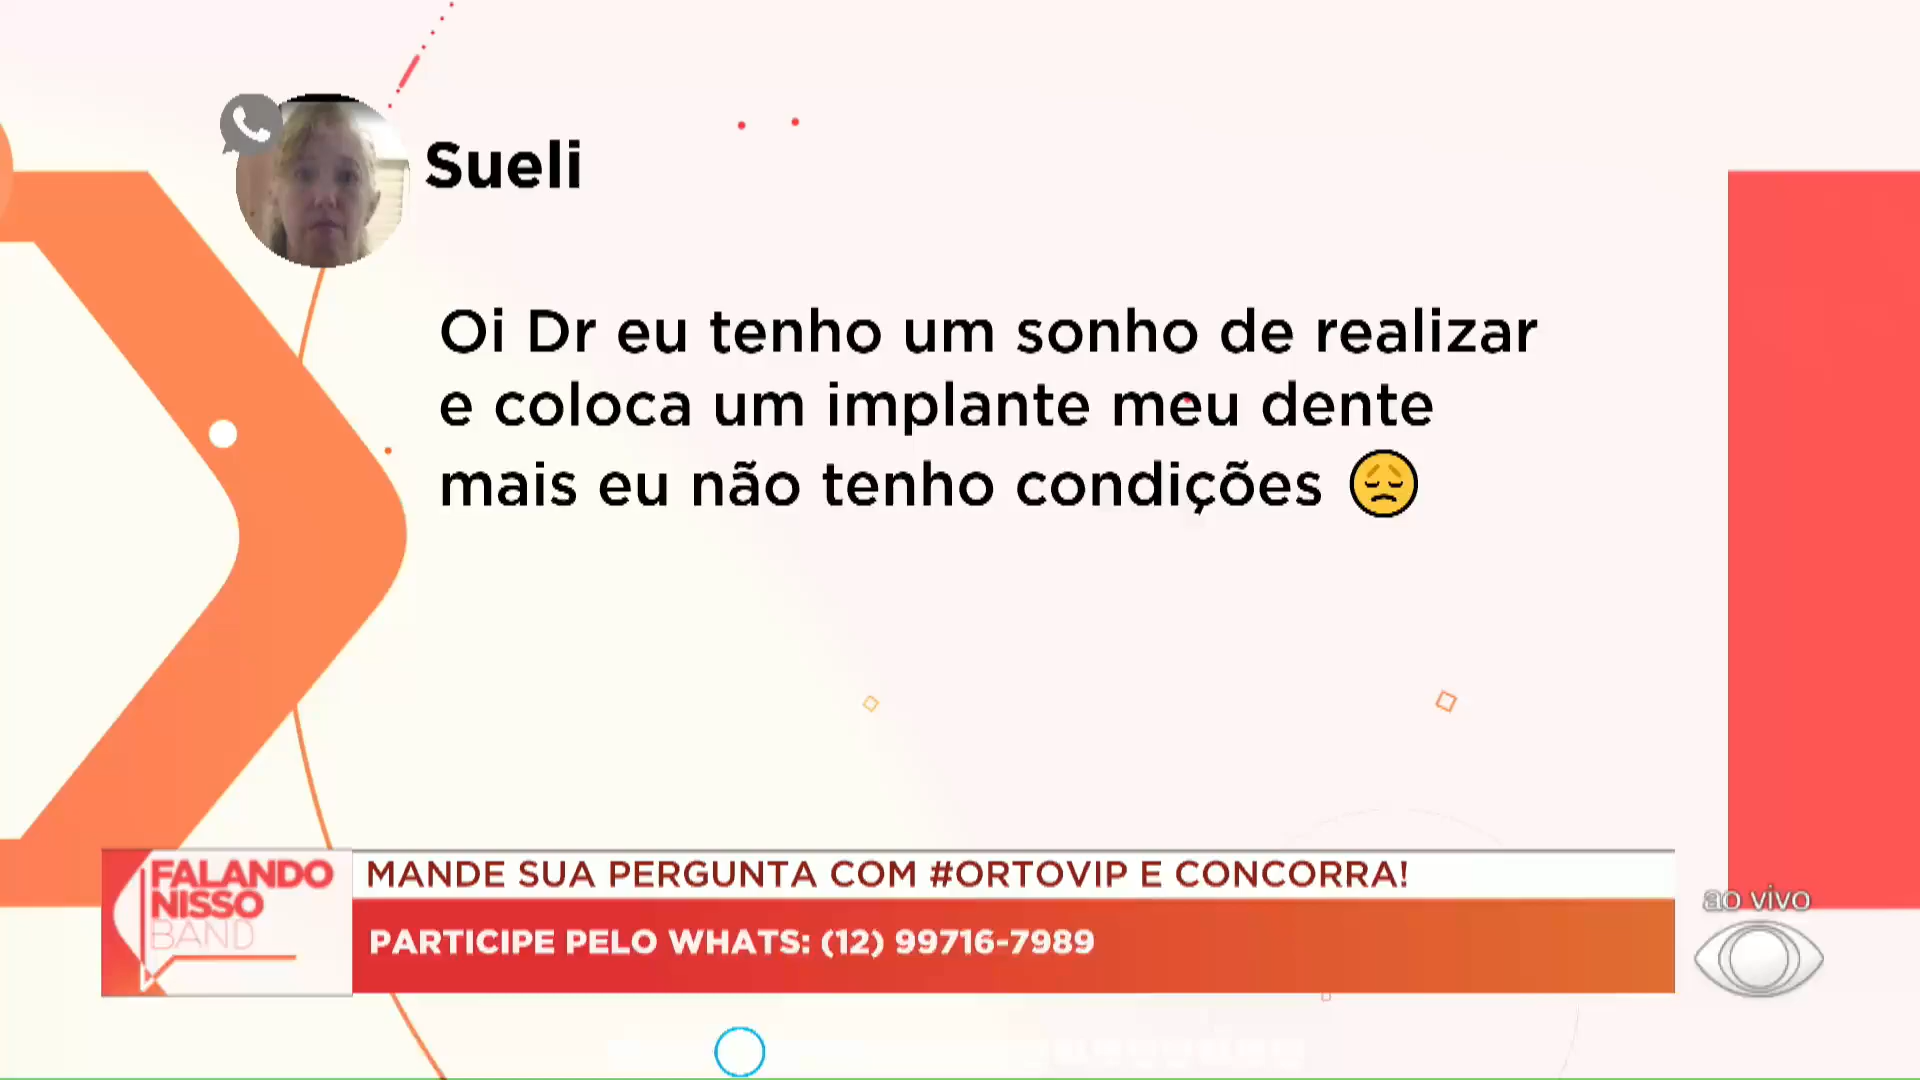 Sueli
Oi Dr eu tenho um sonho de realizar
e coloca um implante meu dente
mais eu não tenho condições 😞
FALANDO
NISSO
BAND
MANDE SUA PERGUNTA COM #ORTOVIP E CONCORRA!
PARTICIPE PELO WHATS: (12) 99716-7989
ao vivo